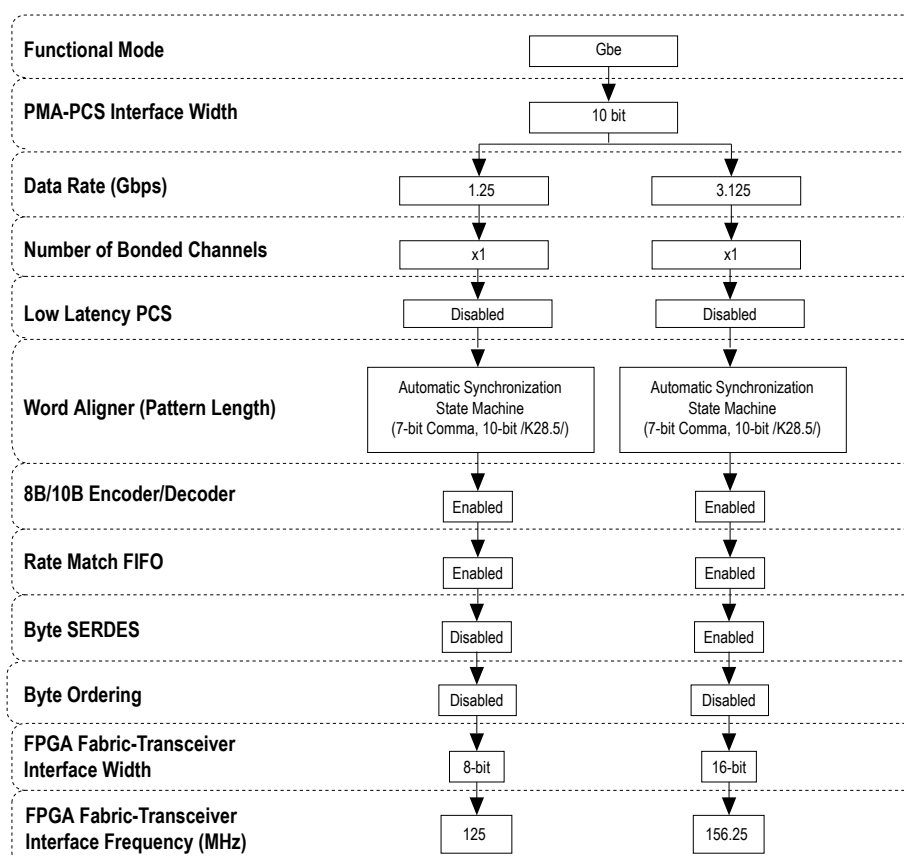 Functional Mode
Gbe
PMA-PCS Interface Width
10 bit
Data Rate (Gbps)
1.25
3.125
Number of Bonded Channels
x1
x1
Low Latency PCS
Disabled
Disabled
Word Aligner (Pattern Length)
Automatic Synchronization
State Machine
(7-bit Comma, 10-bit /K28.5/)
Automatic Synchronization
State Machine
(7-bit Comma, 10-bit /K28.5/)
8B/10B Encoder/Decoder
Enabled
Enabled
Rate Match FIFO
Enabled
Enabled
Byte SERDES
Disabled
Enabled
Byte Ordering
Disabled
Disabled
FPGA Fabric-Transceiver
Interface Width
8-bit
16-bit
FPGA Fabric-Transceiver
Interface Frequency (MHz)
125
156.25